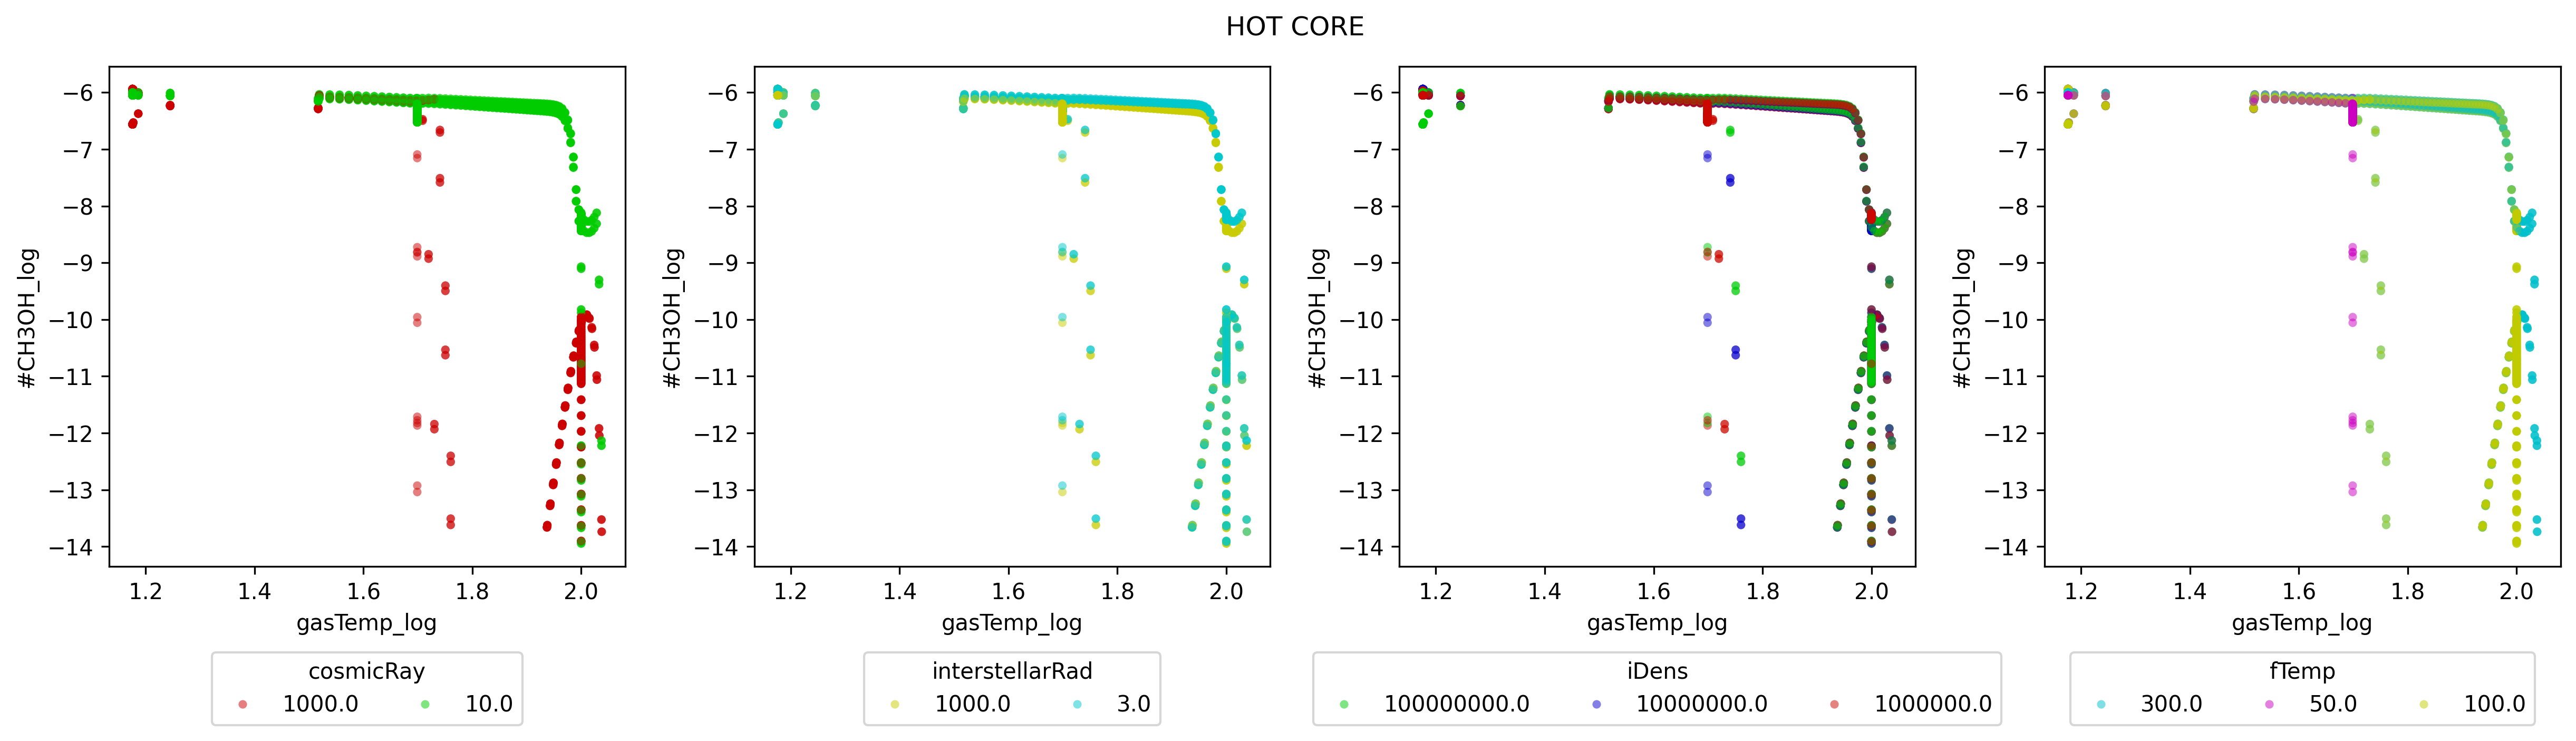 HOT CORE
−6
−7
−8
−9
−10
−11
−12
−13
−14
#CH3OH_log
1.2 1.4 1.6 1.8 2.0
gasTemp_log
cosmicRay
1000.0 10.0
−6
−7
−8
−9
−10
−11
−12
−13
−14
#CH3OH_log
1.2 1.4 1.6 1.8 2.0
gasTemp_log
interstellarRad
1000.0 3.0
−6
−7
−8
−9
−10
−11
−12
−13
−14
#CH3OH_log
1.2 1.4 1.6 1.8 2.0
gasTemp_log
iDens
100000000.0 10000000.0 1000000.0
−6
−7
−8
−9
−10
−11
−12
−13
−14
#CH3OH_log
1.2 1.4 1.6 1.8 2.0
gasTemp_log
fTemp
300.0 50.0 100.0